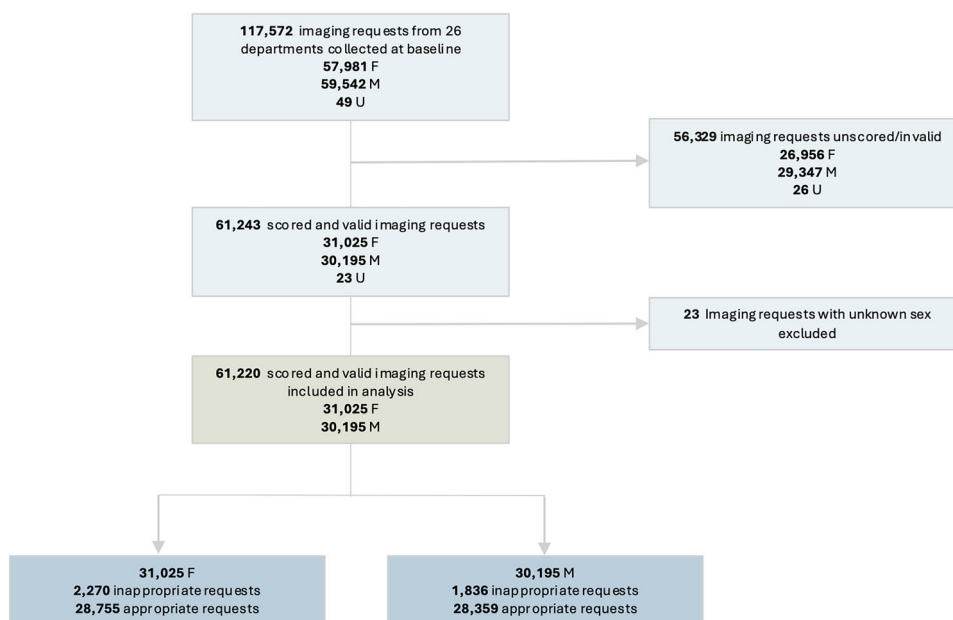 117,572 imaging requests from 26
departments collected at baseline
57,981 F
59,542 M
49 U
56,329 imaging requests unscored/invalid
26,956 F
29,347 M
26 U
61,243 scored and valid imaging requests
31,025 F
30,195 M
23 U
23 Imaging requests with unknown sex
excluded
61,220 scored and valid imaging requests
included in analysis
31,025 F
30,195 M
31,025 F
2,270 inappropriate requests
28,755 appropriate requests
30,195 M
1,836 inappropriate requests
28,359 appropriate requests